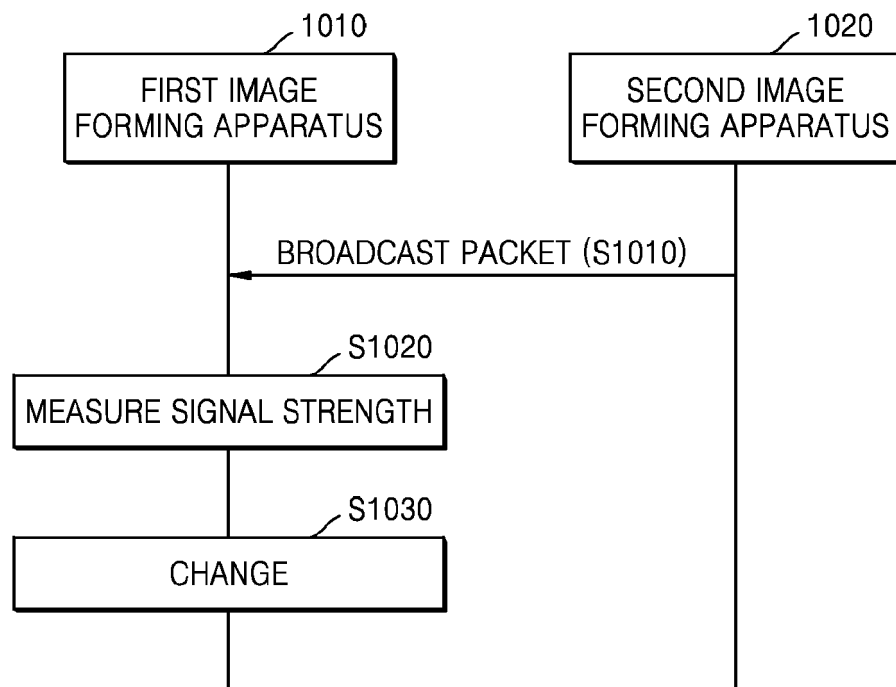 1010
1020
FIRST IMAGE
FORMING APPARATUS
SECOND IMAGE
FORMING APPARATUS
BROADCAST PACKET (S1010)
S1020
MEASURE SIGNAL STRENGTH
S1030
CHANGE